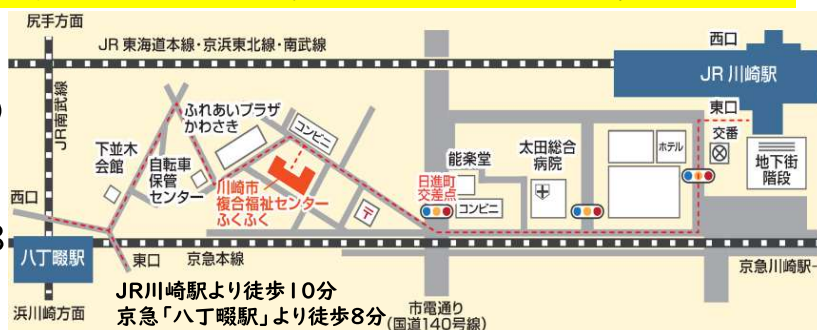 尻手方面
JR 東海道本線・京浜東北線・南武線
西口
JR 川崎駅
東口
交番
地下街
階段
JR南武線
ふれあいプラザ
かわさき
コンビニ
下並木
会館
自転車
保管
センター
川崎市
複合福祉センター
ふくふく
〒
能楽堂
日進町
交差点
コンビニ
太田総合
病院
ホテル
西口
八丁畷駅
東口
京急本線
京急川崎駅→
浜川崎方面
JR川崎駅より徒歩10分
京急「八丁畷駅」より徒歩8分
市電通り
(国道140号線)